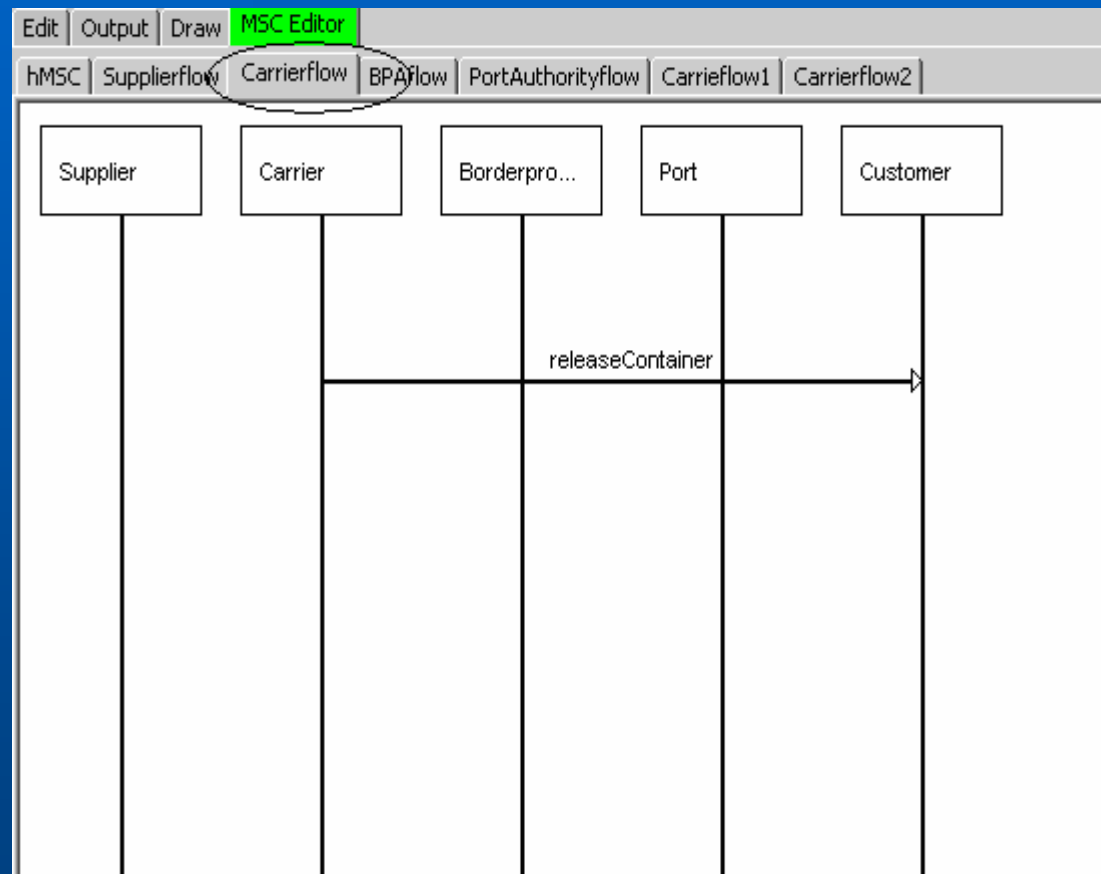 Edit Output Draw MSC Editor
hMSC Supplierflow Carrierflow BPAflow PortAuthorityflow Carrieflow1 Carrierflow2
Supplier Carrier Borderpro... Port Customer
releaseContainer